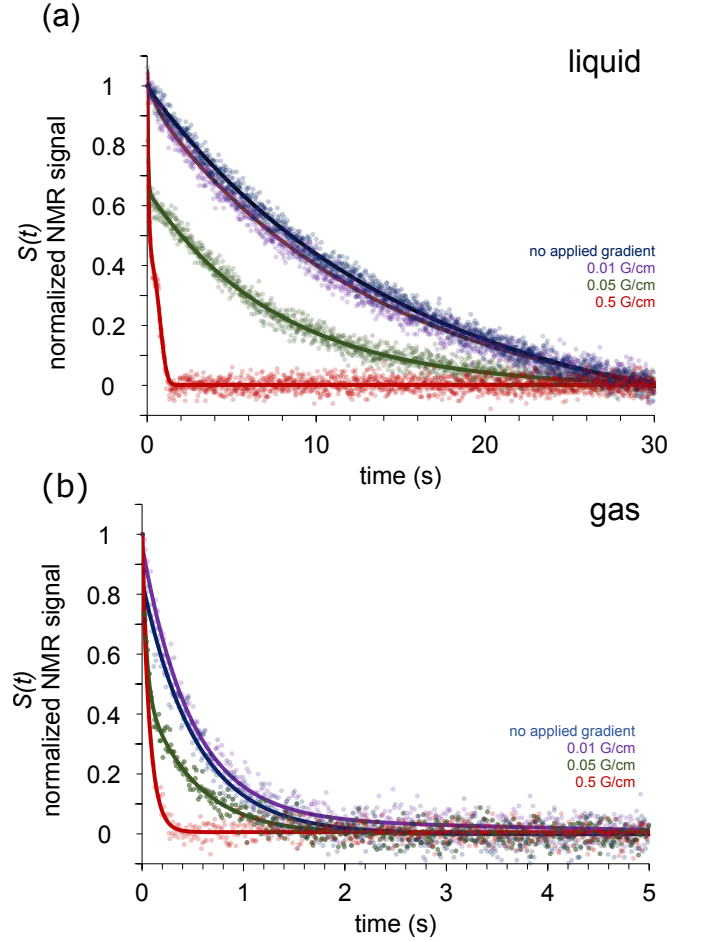 (a)
liquid
S(t)
normalized NMR signal
1
0.8
0.6
0.4
0.2
0
no applied gradient
0.01 G/cm
0.05 G/cm
0.5 G/cm
0
10
20
30
time (s)
(b)
gas
S(t)
normalized NMR signal
1
0.8
0.6
0.4
0.2
0
no applied gradient
0.01 G/cm
0.05 G/cm
0.5 G/cm
0
1
2
3
4
5
time (s)